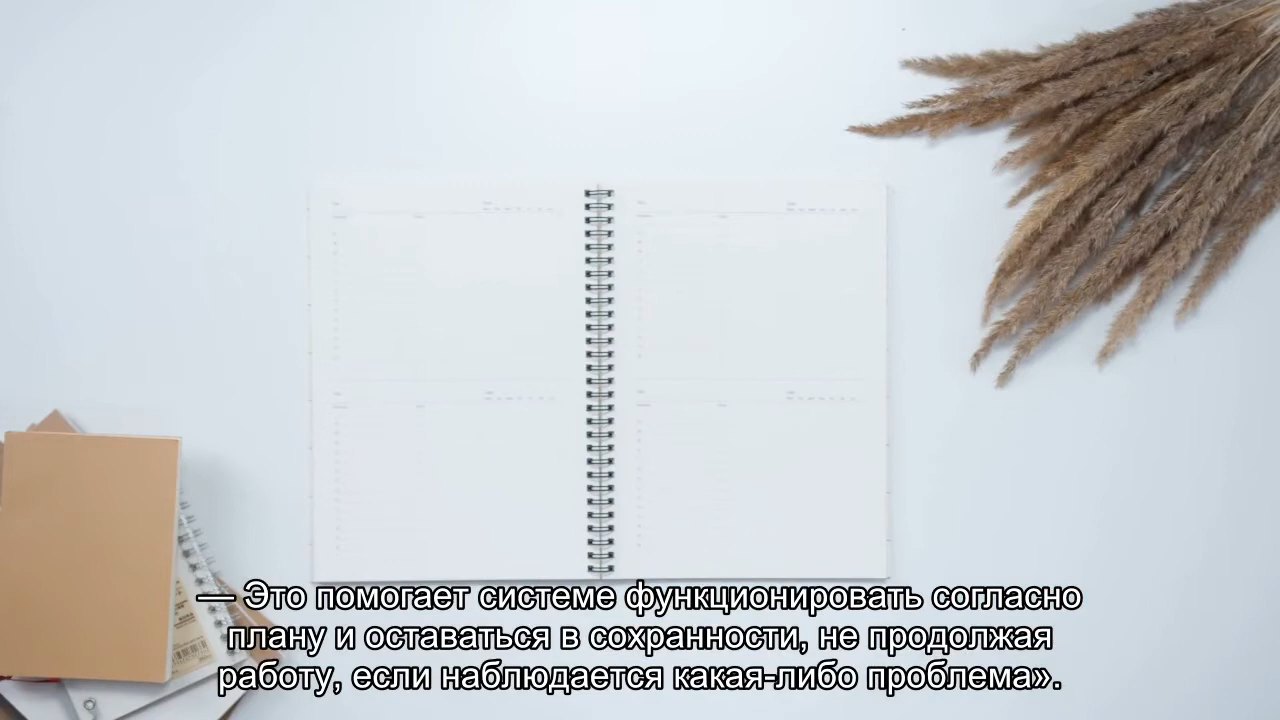 — Это помогает системе функционировать согласно
плану и оставаться в сохранности, не продолжая
работу, если наблюдается какая-либо проблема».